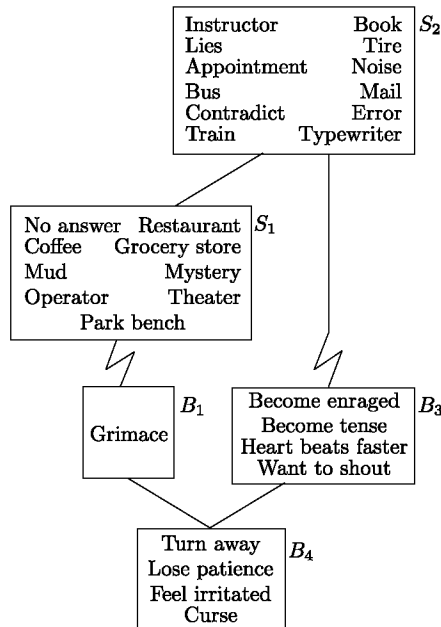 Instructor Book
Lies Tire
Appointment Noise
Bus Mail
Contradict Error
Train Typewriter
S2
No answer Restaurant
Coffee Grocery store
Mud Mystery
Operator Theater
Park bench
S1
Grimace
B1
Become enraged
Become tense
Heart beats faster
Want to shout
B3
Turn away
Lose patience
Feel irritated
Curse
B4